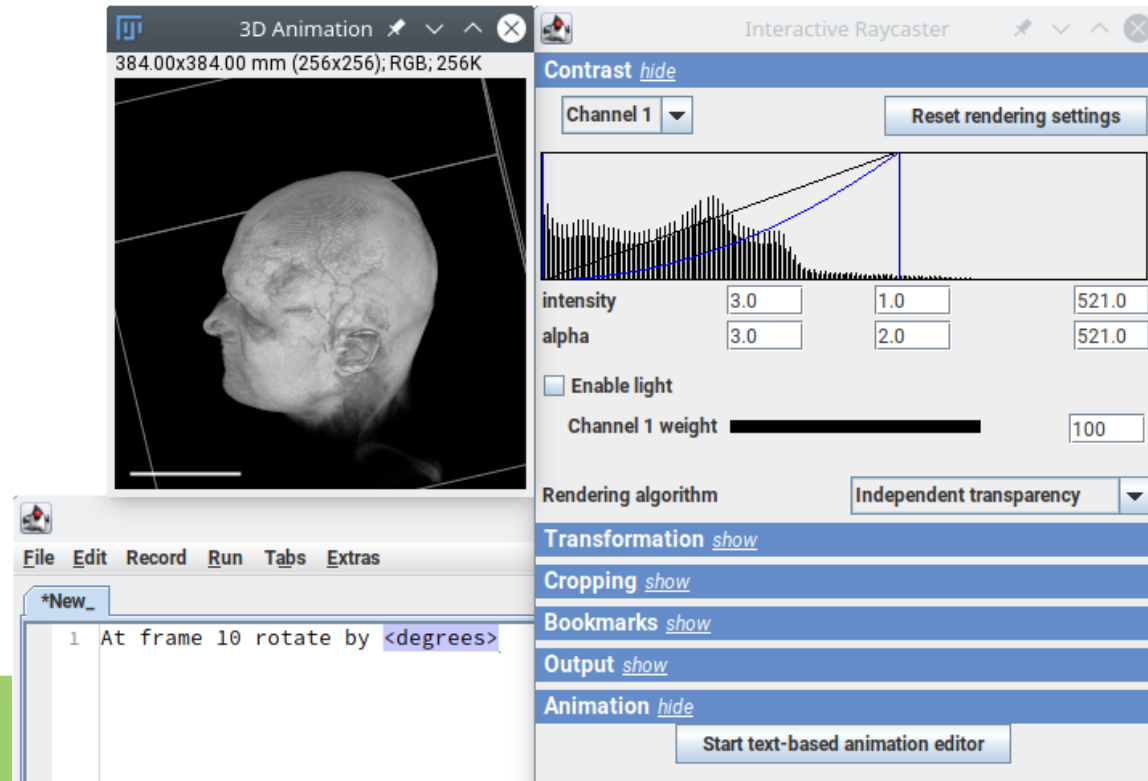 3D Animation
384.00x384.00 mm (256x256); RGB; 256K
Interactive Raycaster
Contrast hide
Channel 1
Reset rendering settings
intensity 3.0 1.0 521.0
alpha 3.0 2.0 521.0
Enable light
Channel 1 weight 100
Rendering algorithm Independent transparency
Transformation show
Cropping show
Bookmarks show
Output show
Animation hide
Start text-based animation editor
File Edit Record Run Tabs Extras
*New_
1 At frame 10 rotate by <degrees>